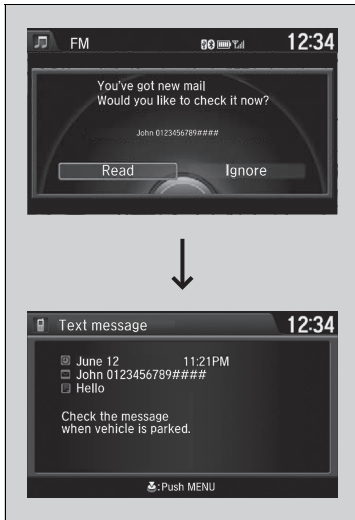 FM
12:34
You've got new mail
Would you like to check it now?
John 0123456789####
Read
Ignore
Text message
12:34
June 12 11:21PM
John 0123456789####
Hello
Check the message
when vehicle is parked.
:Push MENU